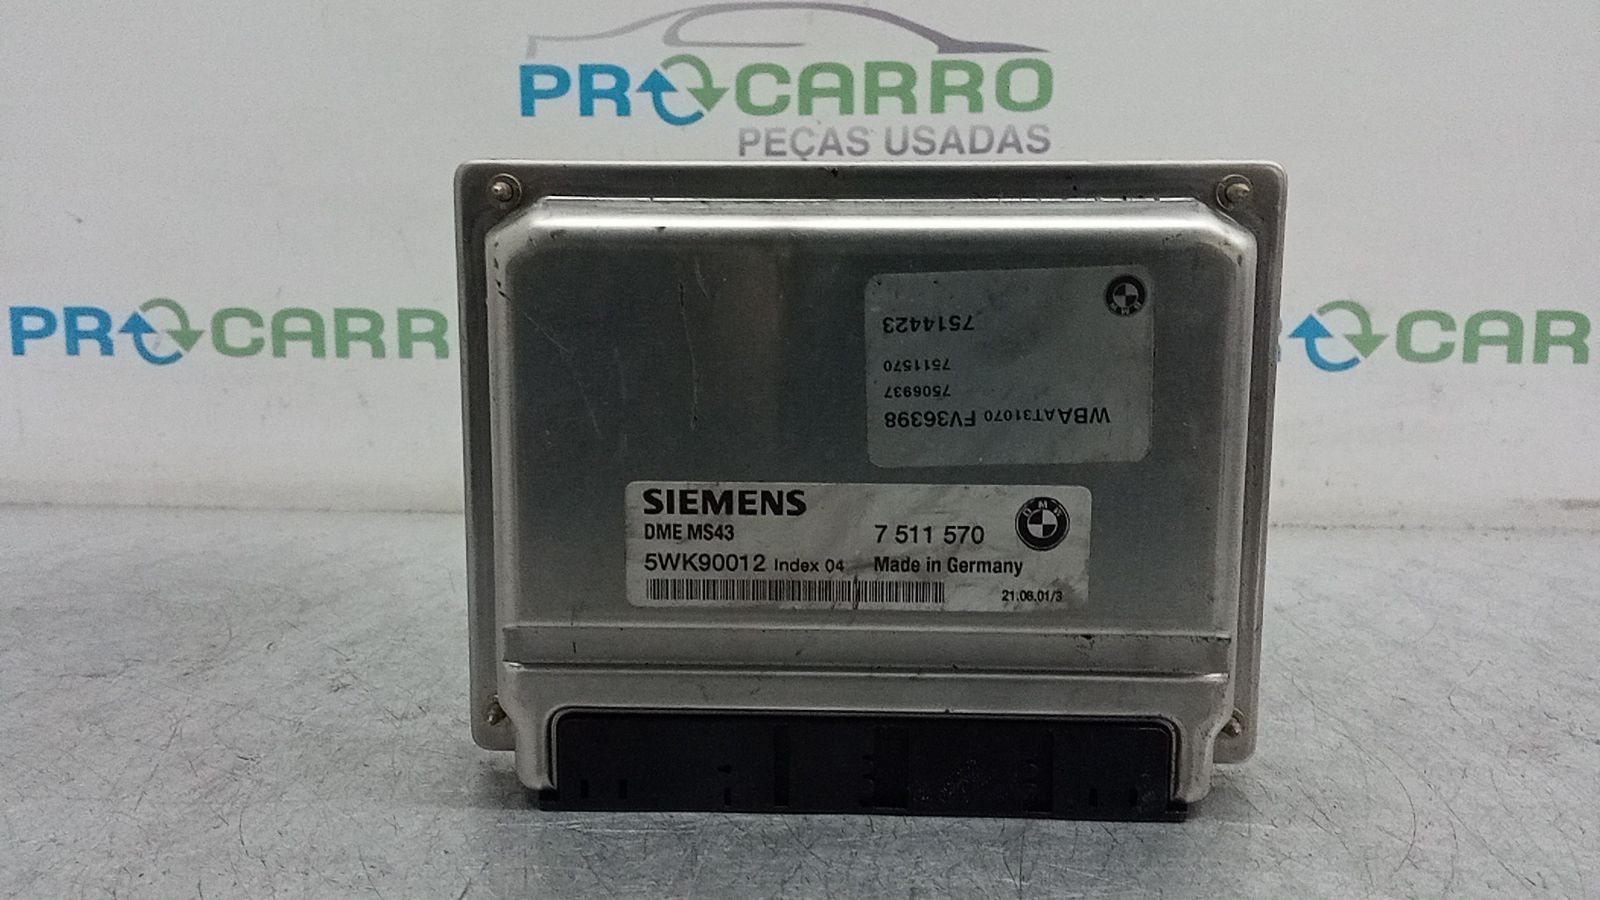 PROCARRO
PEÇAS USADAS
PROCARR
CAR
7514423
7511570
7506937
WBAAT31070 FV36398
SIEMENS
DME MS43
7 511 570
BMW
5WK90012 Index 04
Made in Germany
21.06.01/3